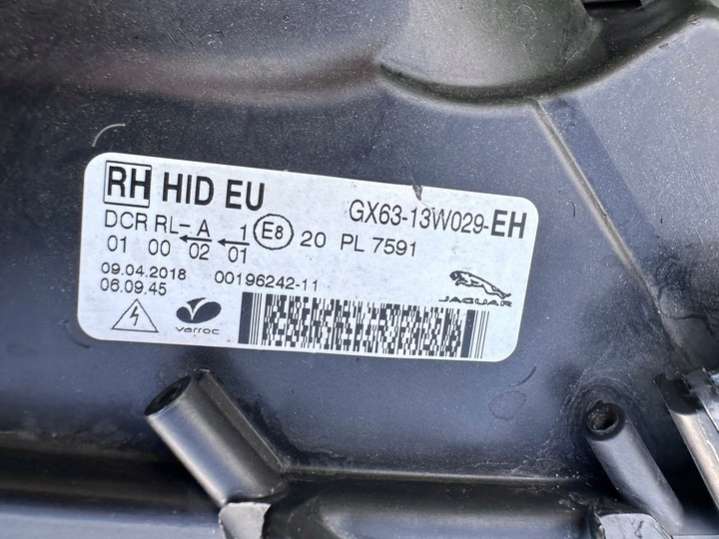 RH HID EU
GX63-13W029-EH
DCR RL-A 1 E8 20 PL 7591
01 00 02 01
09.04.2018 00196242-11
06.09.45
varroc
JAGUAR